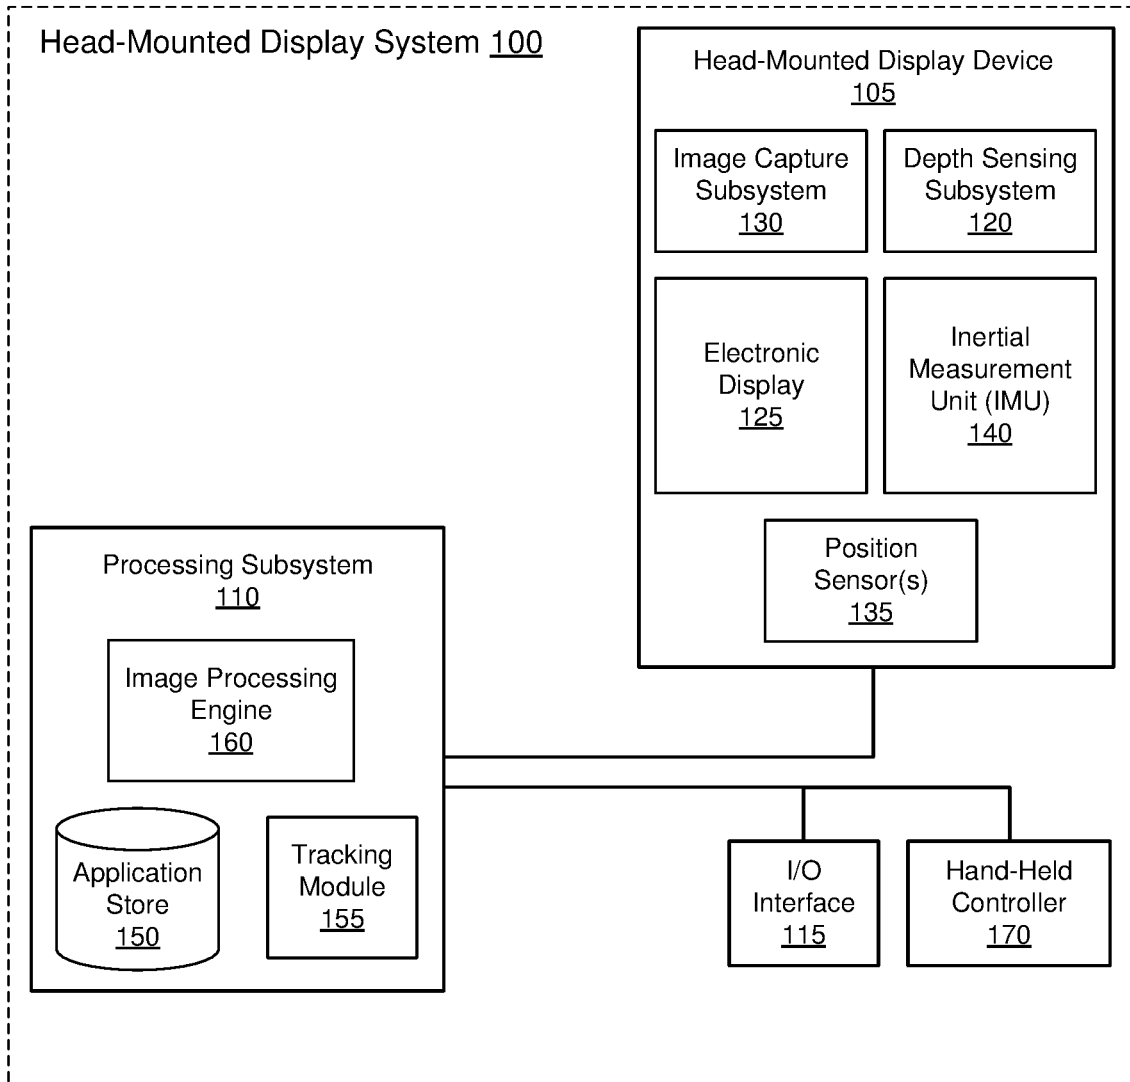 Head-Mounted Display System 100
Head-Mounted Display Device
105
Image Capture
Subsystem
130
Depth Sensing
Subsystem
120
Electronic
Display
125
Inertial
Measurement
Unit (IMU)
140
Position
Sensor(s)
135
Processing Subsystem
110
Image Processing
Engine
160
Application
Store
150
Tracking
Module
155
I/O
Interface
115
Hand-Held
Controller
170